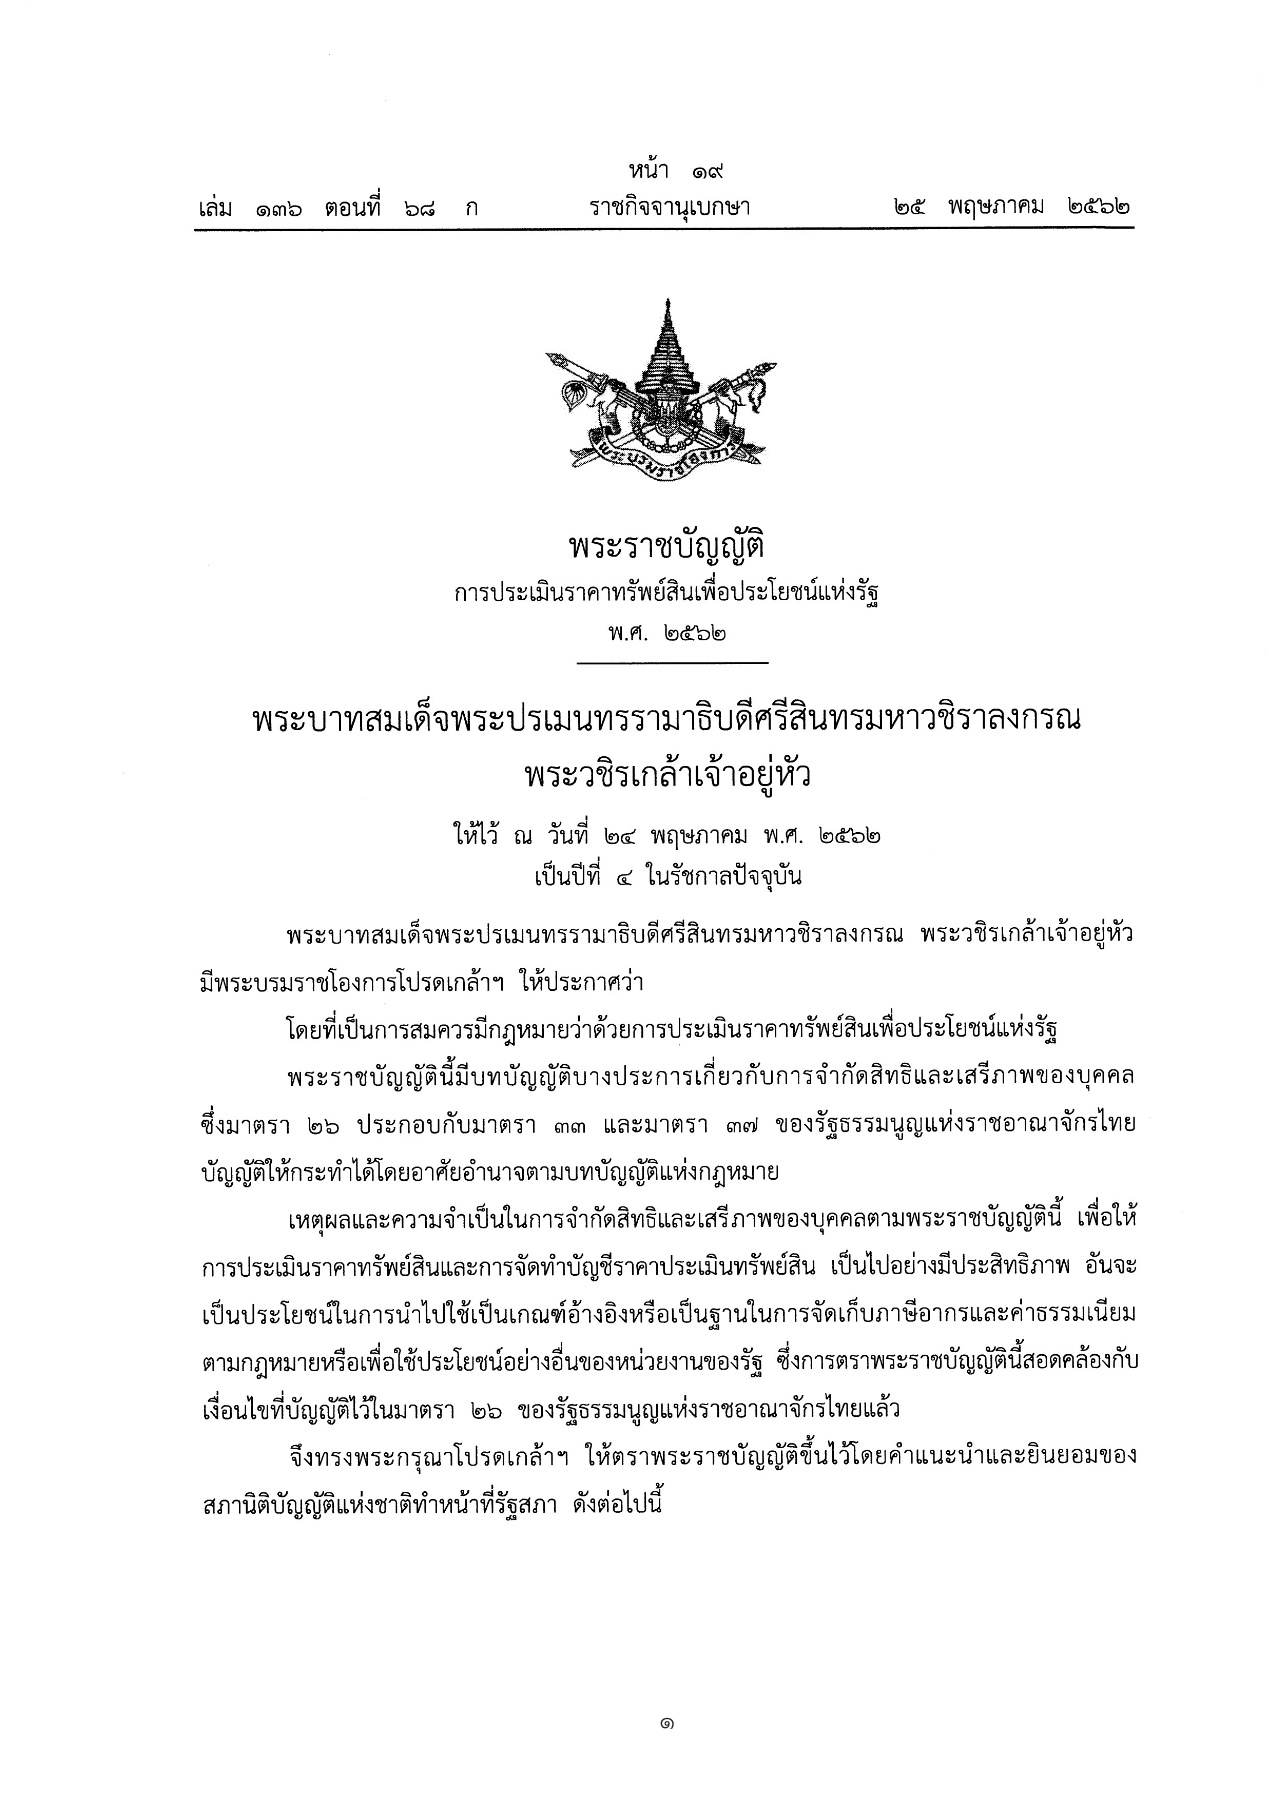 หน้า ๑๙
เล่ม ๑๓๖ ตอนที่ ๖๘ ก ราชกิจจานุเบกษา ๒๕ พฤษภาคม ๒๕๖๒
พระบรมราชโองการ
พระราชบัญญัติ
การประเมินราคาทรัพย์สินเพื่อประโยชน์แห่งรัฐ
พ.ศ. ๒๕๖๒
พระบาทสมเด็จพระปรเมนทรรามาธิบดีศรีสินทรมหาวชิราลงกรณ
พระวชิรเกล้าเจ้าอยู่หัว
ให้ไว้ ณ วันที่ ๒๔ พฤษภาคม พ.ศ. ๒๕๖๒
เป็นปีที่ ๔ ในรัชกาลปัจจุบัน
พระบาทสมเด็จพระปรเมนทรรามาธิบดีศรีสินทรมหาวชิราลงกรณ พระวชิรเกล้าเจ้าอยู่หัว
มีพระบรมราชโองการโปรดเกล้าฯ ให้ประกาศว่า
โดยที่เป็นการสมควรมีกฎหมายว่าด้วยการประเมินราคาทรัพย์สินเพื่อประโยชน์แห่งรัฐ
พระราชบัญญัตินี้มีบทบัญญัติบางประการเกี่ยวกับการจำกัดสิทธิและเสรีภาพของบุคคล
ซึ่งมาตรา ๒๖ ประกอบกับมาตรา ๓๓ และมาตรา ๓๗ ของรัฐธรรมนูญแห่งราชอาณาจักรไทย
บัญญัติให้กระทำได้โดยอาศัยอำนาจตามบทบัญญัติแห่งกฎหมาย
เหตุผลและความจำเป็นในการจำกัดสิทธิและเสรีภาพของบุคคลตามพระราชบัญญัตินี้ เพื่อให้
การประเมินราคาทรัพย์สินและการจัดทำบัญชีราคาประเมินทรัพย์สิน เป็นไปอย่างมีประสิทธิภาพ อันจะ
เป็นประโยชน์ในการนำไปใช้เป็นเกณฑ์อ้างอิงหรือเป็นฐานในการจัดเก็บภาษีอากรและค่าธรรมเนียม
ตามกฎหมายหรือเพื่อใช้ประโยชน์อย่างอื่นของหน่วยงานของรัฐ ซึ่งการตราพระราชบัญญัตินี้สอดคล้องกับ
เงื่อนไขที่บัญญัติไว้ในมาตรา ๒๖ ของรัฐธรรมนูญแห่งราชอาณาจักรไทยแล้ว
จึงทรงพระกรุณาโปรดเกล้าฯ ให้ตราพระราชบัญญัติขึ้นไว้โดยคำแนะนำและยินยอมของ
สภานิติบัญญัติแห่งชาติทำหน้าที่รัฐสภา ดังต่อไปนี้
๑